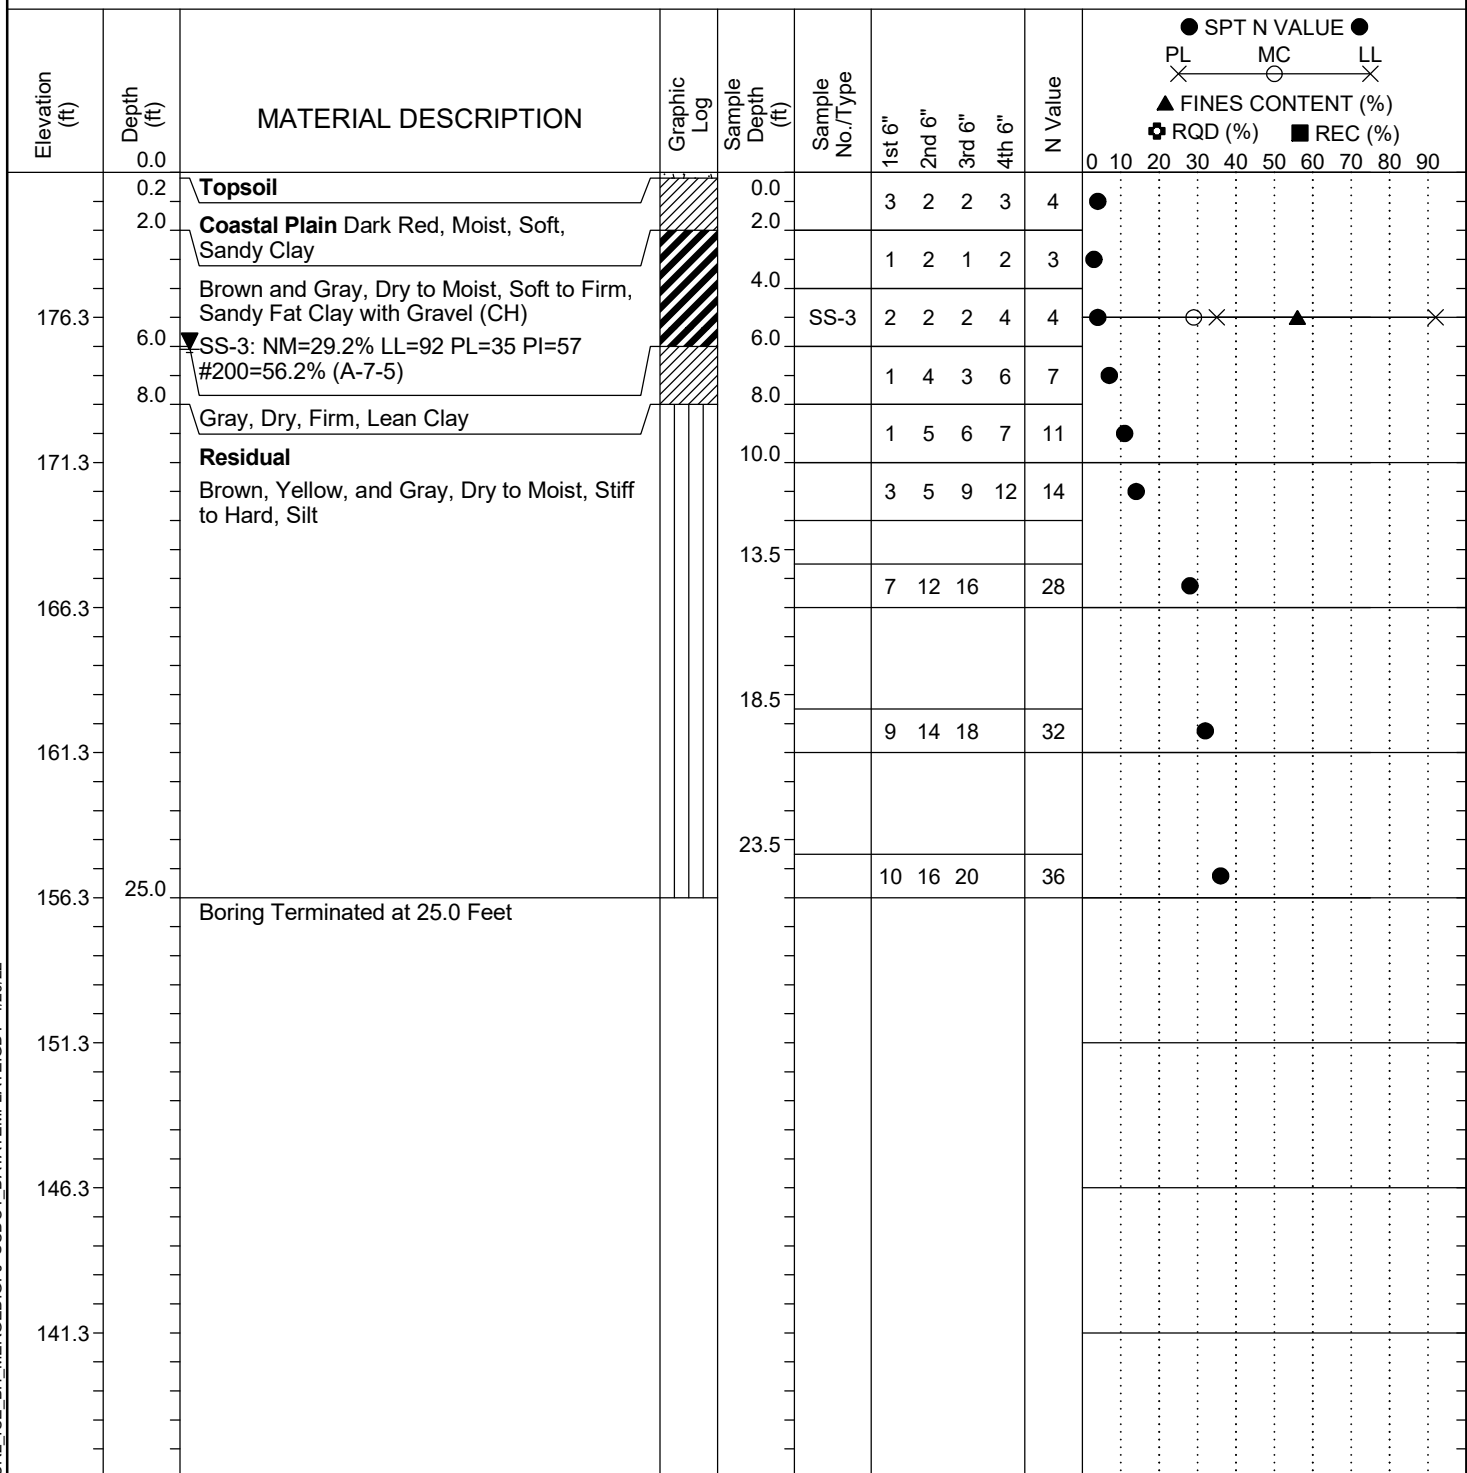 ● SPT N VALUE ●
PL MC LL
▲ FINES CONTENT (%)
RQD (%) ■ REC (%)
0 10 20 30 40 50 60 70 80 90
Elevation (ft)
Depth (ft)
0.0
MATERIAL DESCRIPTION
Graphic Log
Sample Depth (ft)
Sample No./Type
1st 6"
2nd 6"
3rd 6"
4th 6"
N Value
0.2 Topsoil 0.0
3 2 2 3 4
2.0 Coastal Plain Dark Red, Moist, Soft, 2.0
Sandy Clay
1 2 1 2 3
4.0
Brown and Gray, Dry to Moist, Soft to Firm,
176.3 Sandy Fat Clay with Gravel (CH) SS-3 2 2 2 4 4
6.0 SS-3: NM=29.2% LL=92 PL=35 PI=57 6.0
#200=56.2% (A-7-5) 1 4 3 6 7
8.0 8.0
Gray, Dry, Firm, Lean Clay
1 5 6 7 11
171.3 Residual 10.0
Brown, Yellow, and Gray, Dry to Moist, Stiff 3 5 9 12 14
to Hard, Silt
13.5
7 12 16 28
166.3
18.5
9 14 18 32
161.3
23.5
10 16 20 36
156.3 25.0
Boring Terminated at 25.0 Feet
151.3
146.3
141.3